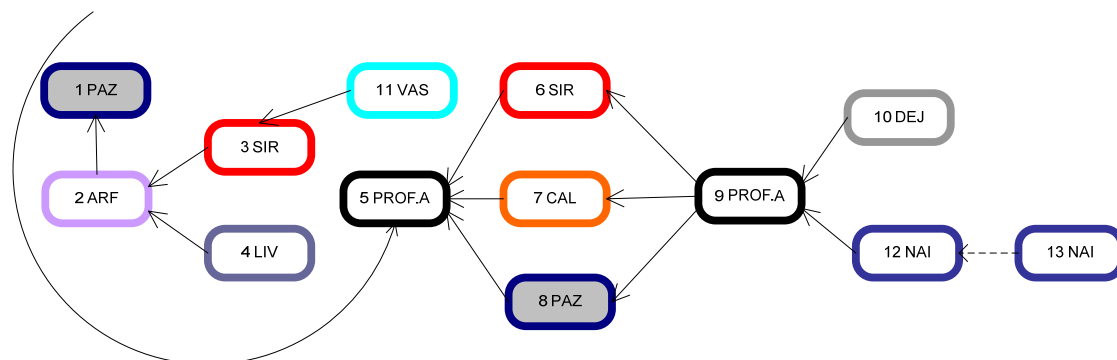 1 PAZ
11 VAS
6 SIR
10 DEJ
3 SIR
2 ARF
5 PROF.A
7 CAL
9 PROF.A
4 LIV
12 NAI
13 NAI
8 PAZ